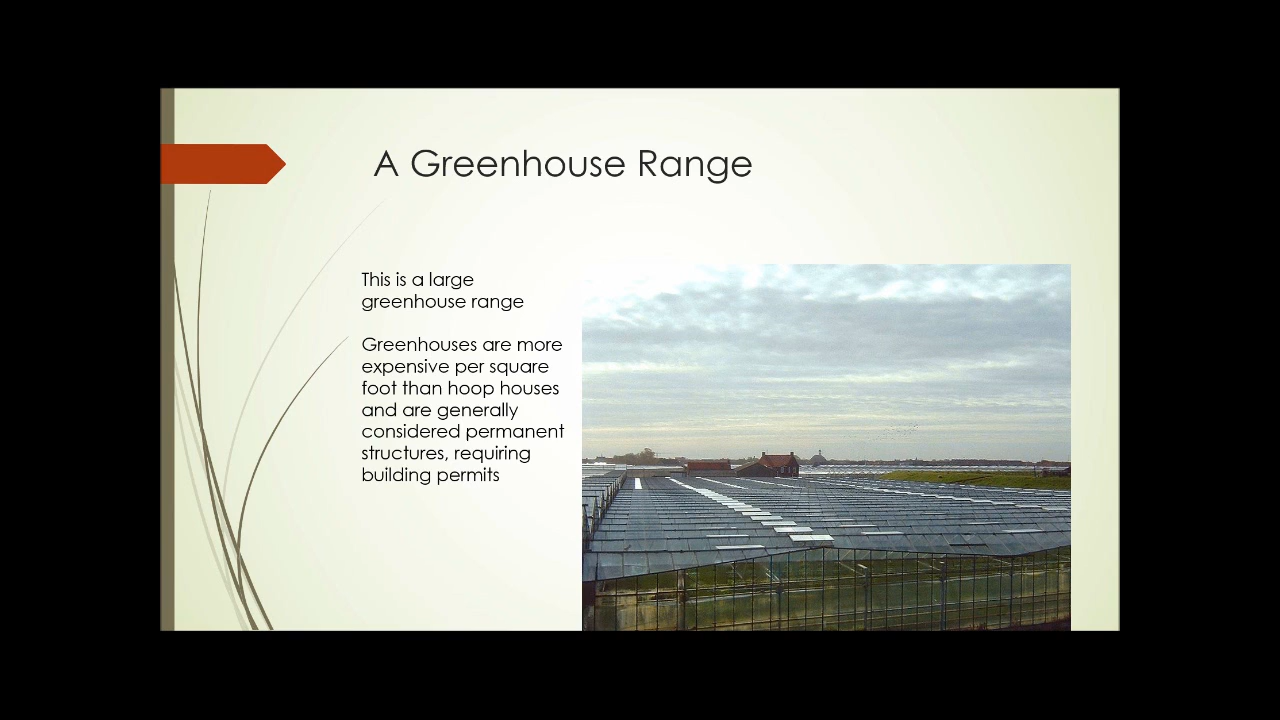 A Greenhouse Range
This is a large
greenhouse range
Greenhouses are more
expensive per square
foot than hoop houses
and are generally
considered permanent
structures, requiring
building permits